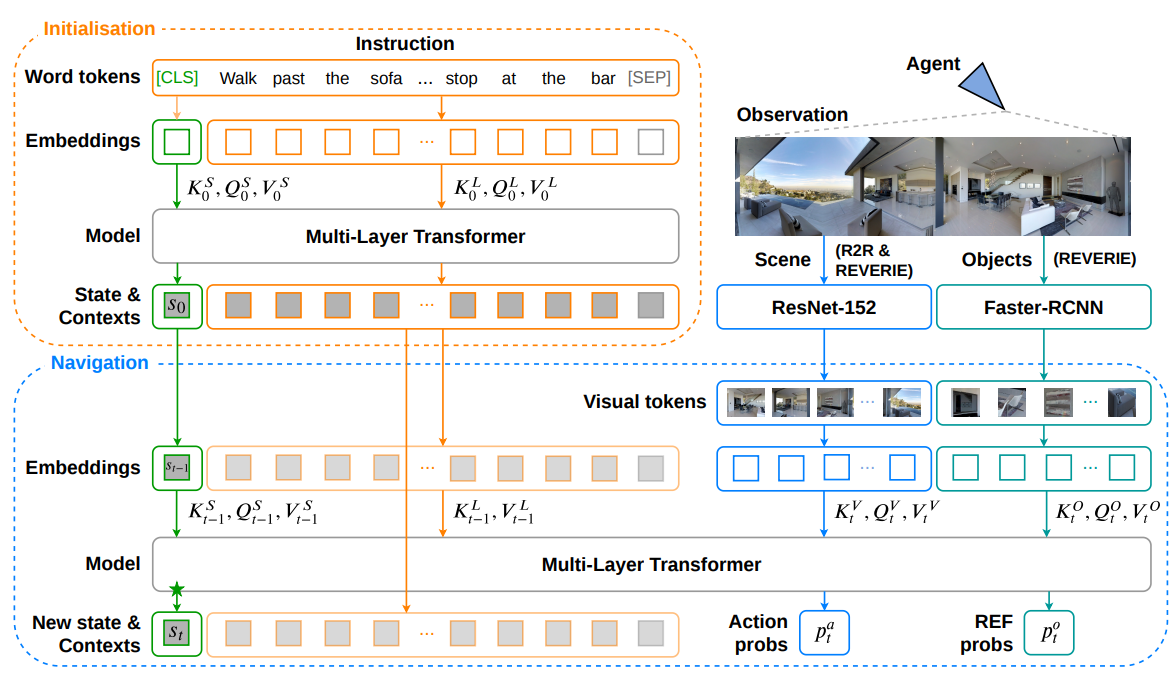 Initialisation
Instruction
Word tokens
[CLS] Walk past the sofa ... stop at the bar [SEP]
Agent
Observation
Embeddings
...
K_0^S, Q_0^S, V_0^S
K_0^L, Q_0^L, V_0^L
Model
Multi-Layer Transformer
Scene
(R2R &
REVERIE)
Objects
(REVERIE)
State &
Contexts
s_0
...
ResNet-152
Faster-RCNN
Navigation
Visual tokens
...
...
Embeddings
s_{t-1}
...
...
...
K_{t-1}^S, Q_{t-1}^S, V_{t-1}^S
K_{t-1}^L, V_{t-1}^L
K_t^V, Q_t^V, V_t^V
K_t^O, Q_t^O, V_t^O
Model
Multi-Layer Transformer
New state &
Contexts
s_t
...
Action
probs
p_t^a
REF
probs
p_t^o